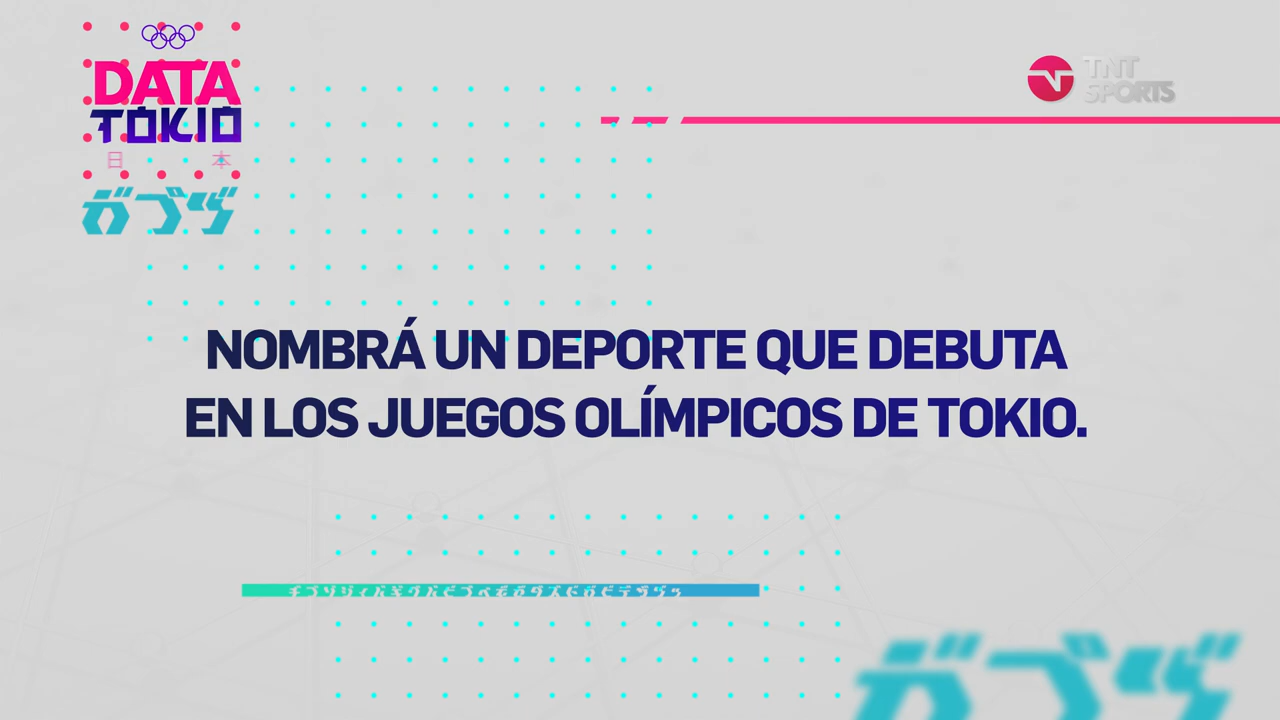 DATA
TOKIO
日 本
TNT
SPORTS
NOMBRÁ UN DEPORTE QUE DEBUTA
EN LOS JUEGOS OLÍMPICOS DE TOKIO.